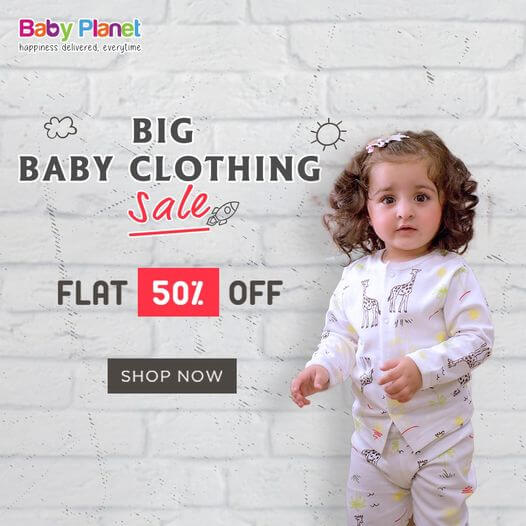 Baby Planet
happiness delivered, everytime
BIG
BABY CLOTHING
Sale
FLAT 50% OFF
SHOP NOW